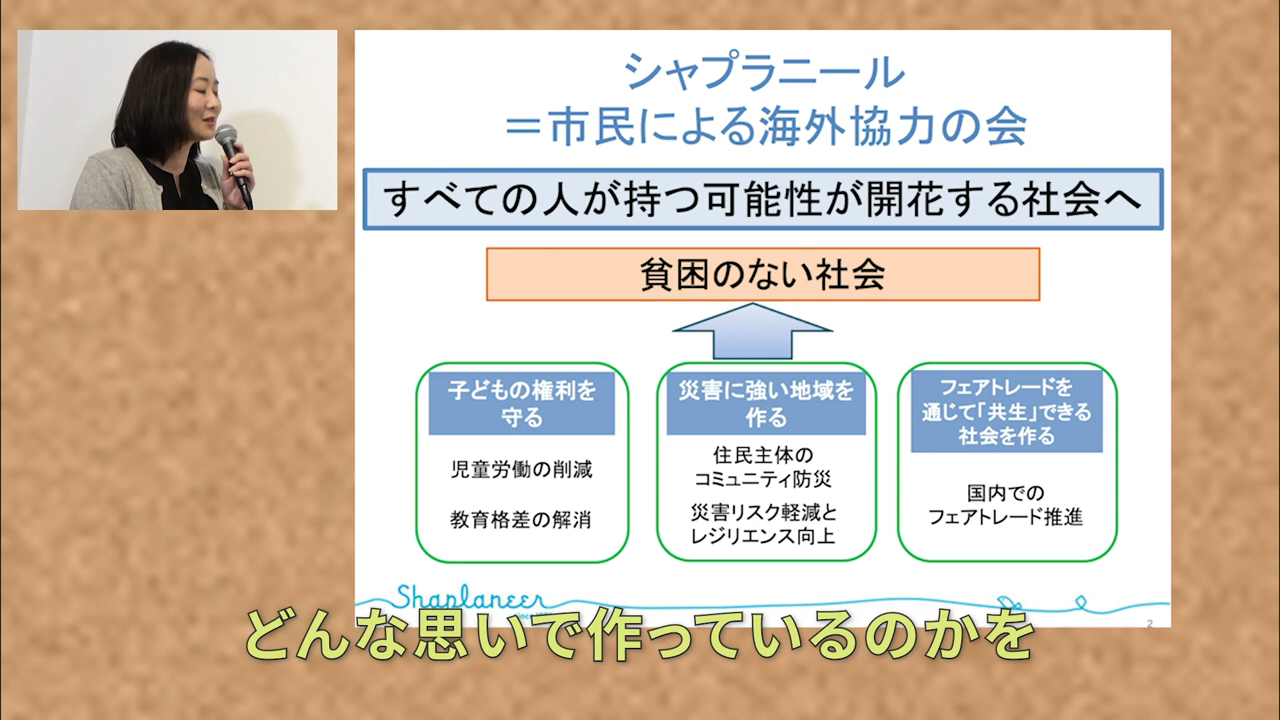 シャプラニール
＝市民による海外協力の会
すべての人が持つ可能性が開花する社会へ
貧困のない社会
子どもの権利を
守る
児童労働の削減
教育格差の解消
災害に強い地域を
作る
住民主体の
コミュニティ防災
災害リスク軽減と
レジリエンス向上
フェアトレードを
通じて「共生」できる
社会を作る
国内での
フェアトレード推進
Shaplaneer
2
どんな思いで作っているのかを